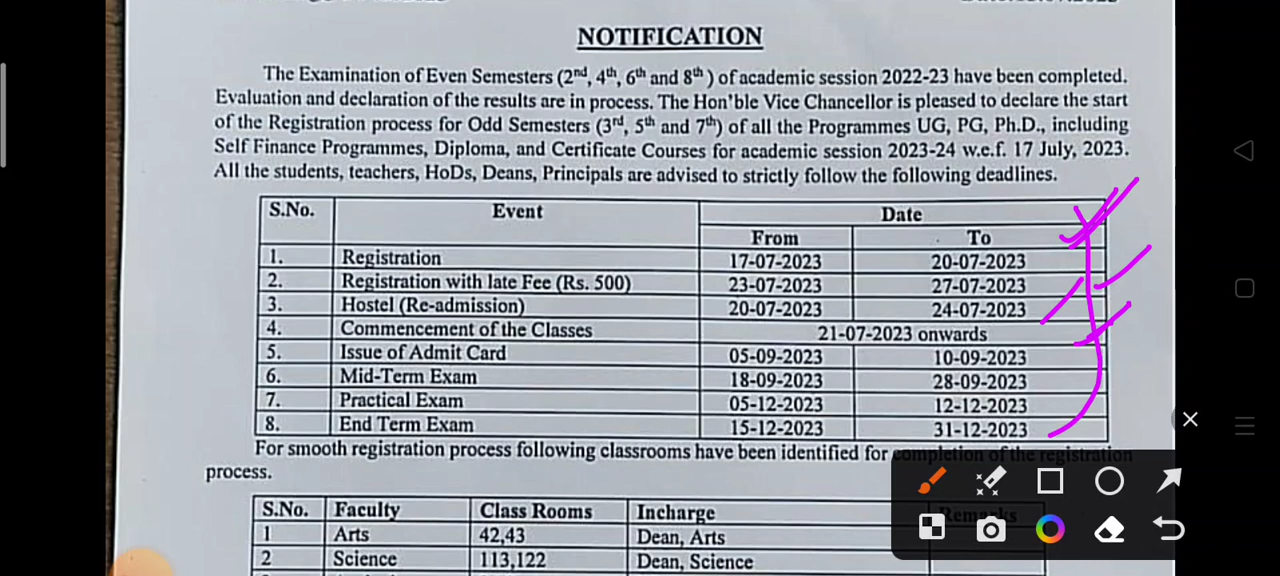 NOTIFICATION
The Examination of Even Semesters (2nd, 4th, 6th and 8th ) of academic session 2022-23 have been completed.
Evaluation and declaration of the results are in process. The Hon'ble Vice Chancellor is pleased to declare the start
of the Registration process for Odd Semesters (3rd, 5th and 7th) of all the Programmes UG, PG, Ph.D., including
Self Finance Programmes, Diploma, and Certificate Courses for academic session 2023-24 w.e.f. 17 July, 2023.
All the students, teachers, HoDs, Deans, Principals are advised to strictly follow the following deadlines.
S.No. Event Date
From To
1. Registration 17-07-2023 20-07-2023
2. Registration with late Fee (Rs. 500) 23-07-2023 27-07-2023
3. Hostel (Re-admission) 20-07-2023 24-07-2023
4. Commencement of the Classes 21-07-2023 onwards
5. Issue of Admit Card 05-09-2023 10-09-2023
6. Mid-Term Exam 18-09-2023 28-09-2023
7. Practical Exam 05-12-2023 12-12-2023
8. End Term Exam 15-12-2023 31-12-2023
For smooth registration process following classrooms have been identified for completion of the registration
process.
S.No. Faculty Class Rooms Incharge Remarks
1 Arts 42,43 Dean, Arts
2 Science 113,122 Dean, Science